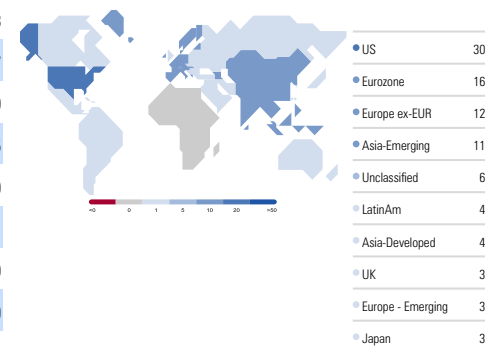 US 30
Eurozone 16
Europe ex-EUR 12
Asia-Emerging 11
Unclassified 6
LatinAm 4
Asia-Developed 4
UK 3
Europe - Emerging 3
Japan 3
<0 0 1 5 10 20 >50